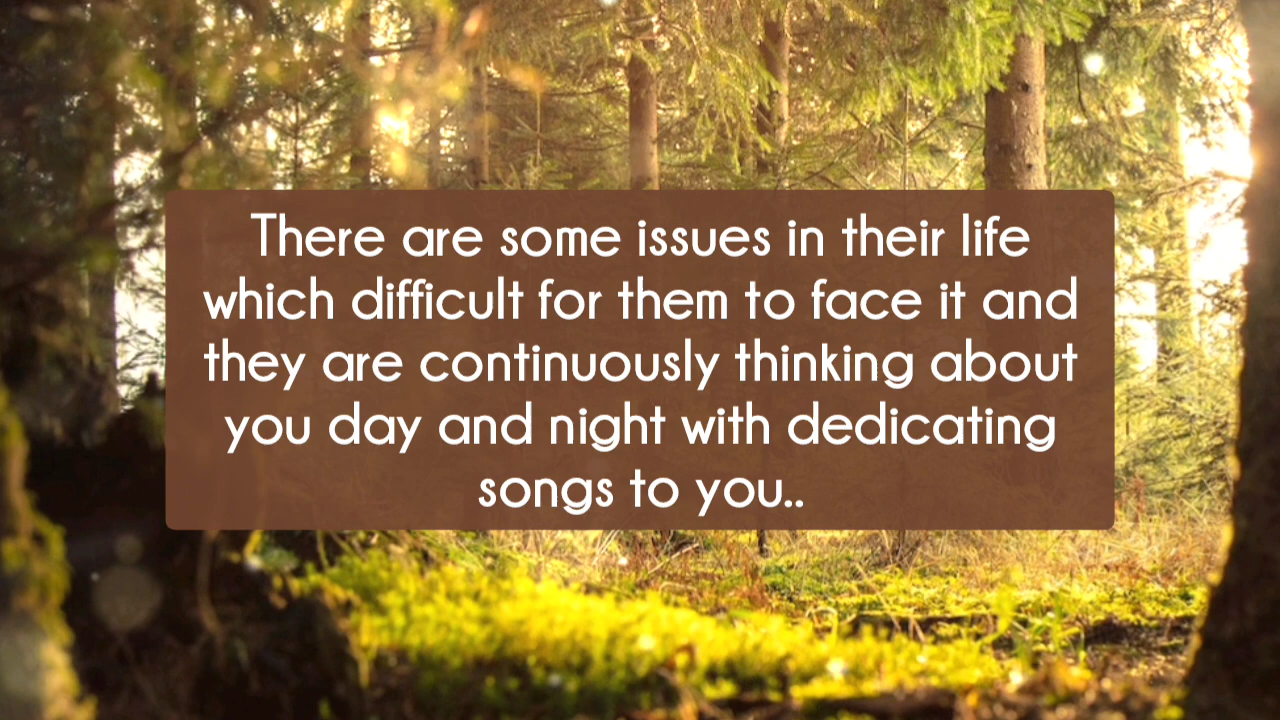 There are some issues in their life
which difficult for them to face it and
they are continuously thinking about
you day and night with dedicating
songs to you..